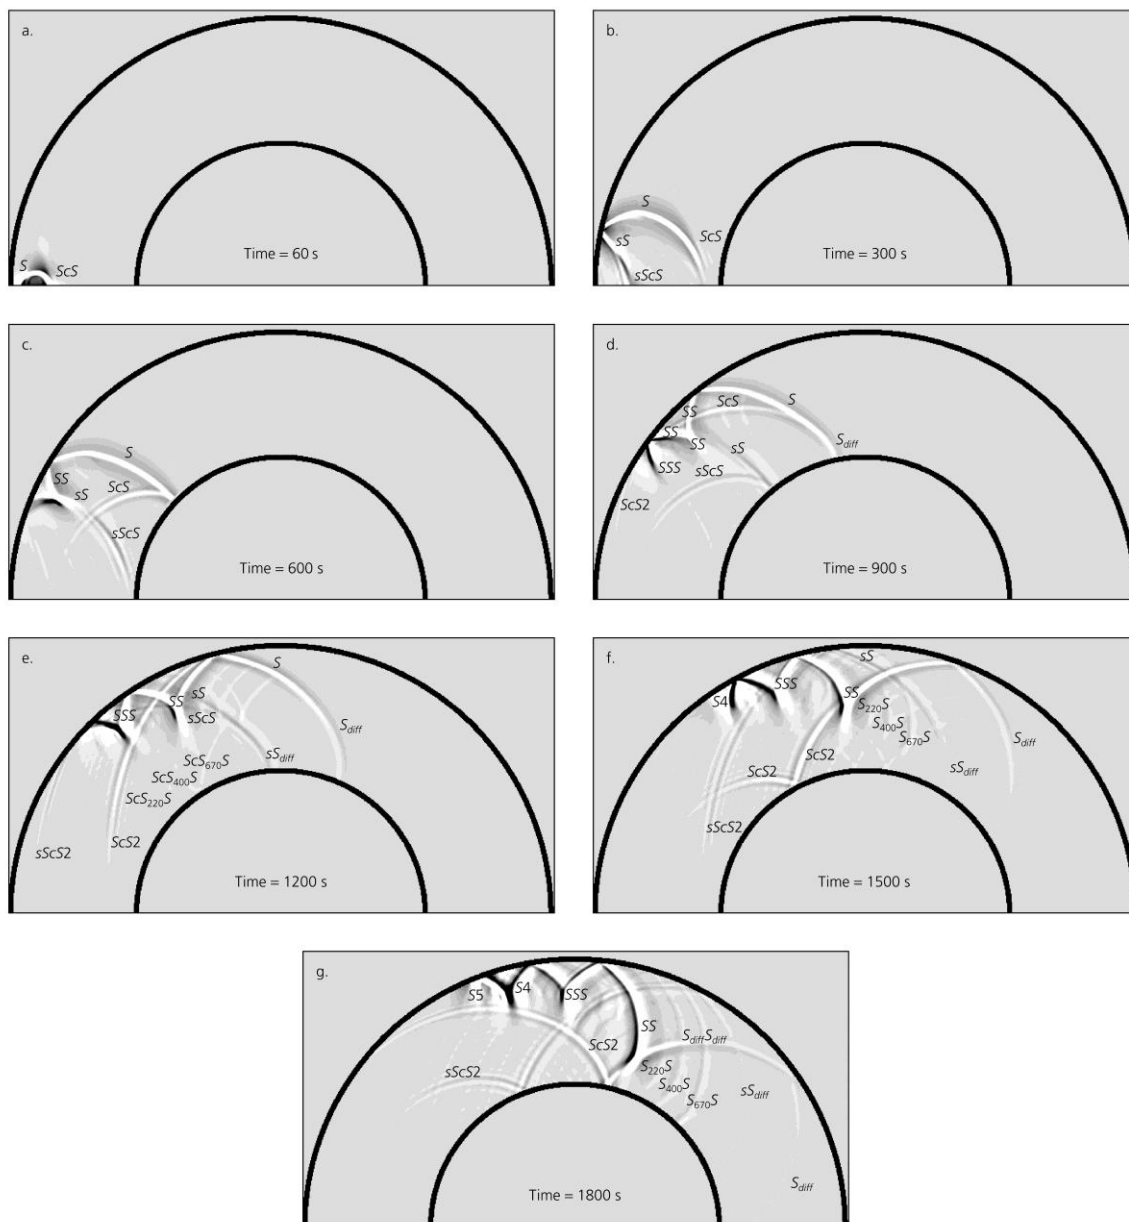 a.
S
ScS
Time = 60 s
b.
S
sS
ScS
sScS
Time = 300 s
c.
S
SS
sS
ScS
sScS
Time = 600 s
d.
S
ScS
SS
SS
SS
sS
Sdiff
SSS
sScS
ScS2
Time = 900 s
e.
S
sS
SS
SSS
sScS
Sdiff
sSdiff
ScS670S
ScS400S
ScS220S
ScS2
sScS2
Time = 1200 s
f.
sS
SSS
SS
S4
S220S
S400S
S670S
Sdiff
ScS2
ScS2
sSdiff
sScS2
Time = 1500 s
g.
S5
S4
SSS
SS
SdiffSdiff
ScS2
S220S
sScS2
S400S
sSdiff
S670S
Sdiff
Time = 1800 s